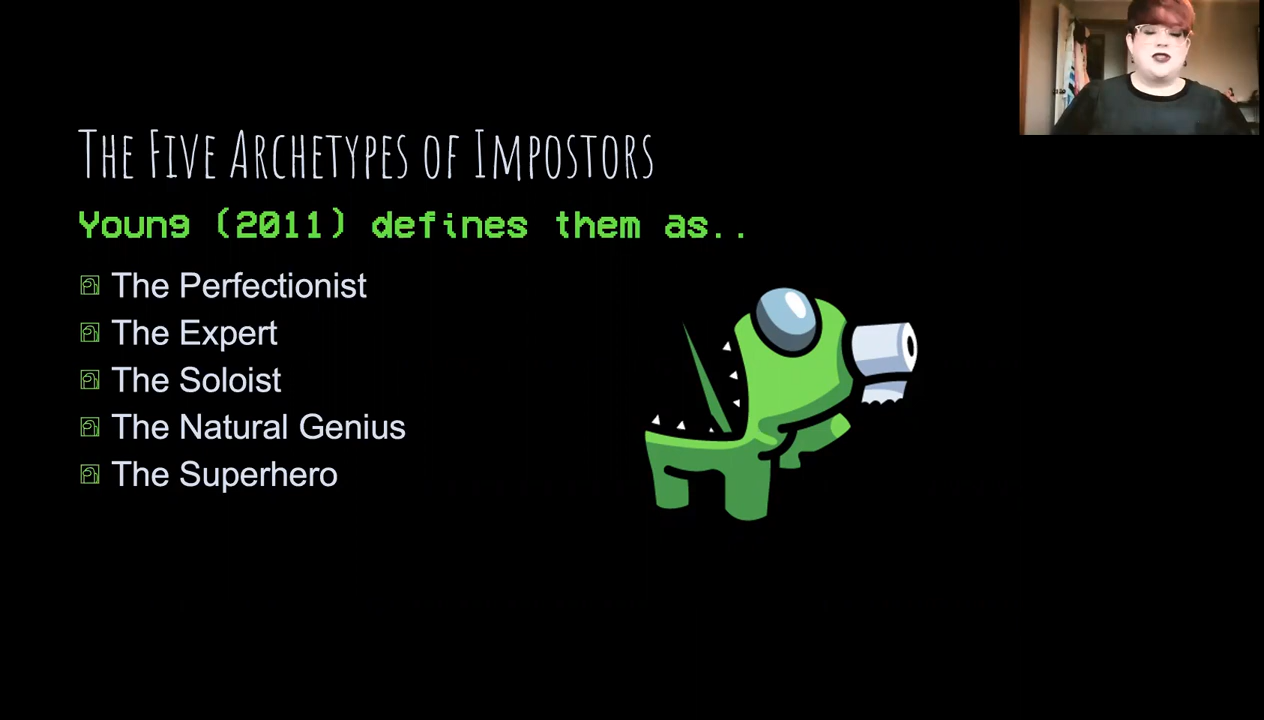 The Five Archetypes of Impostors
Young (2011) defines them as..
The Perfectionist
The Expert
The Soloist
The Natural Genius
The Superhero